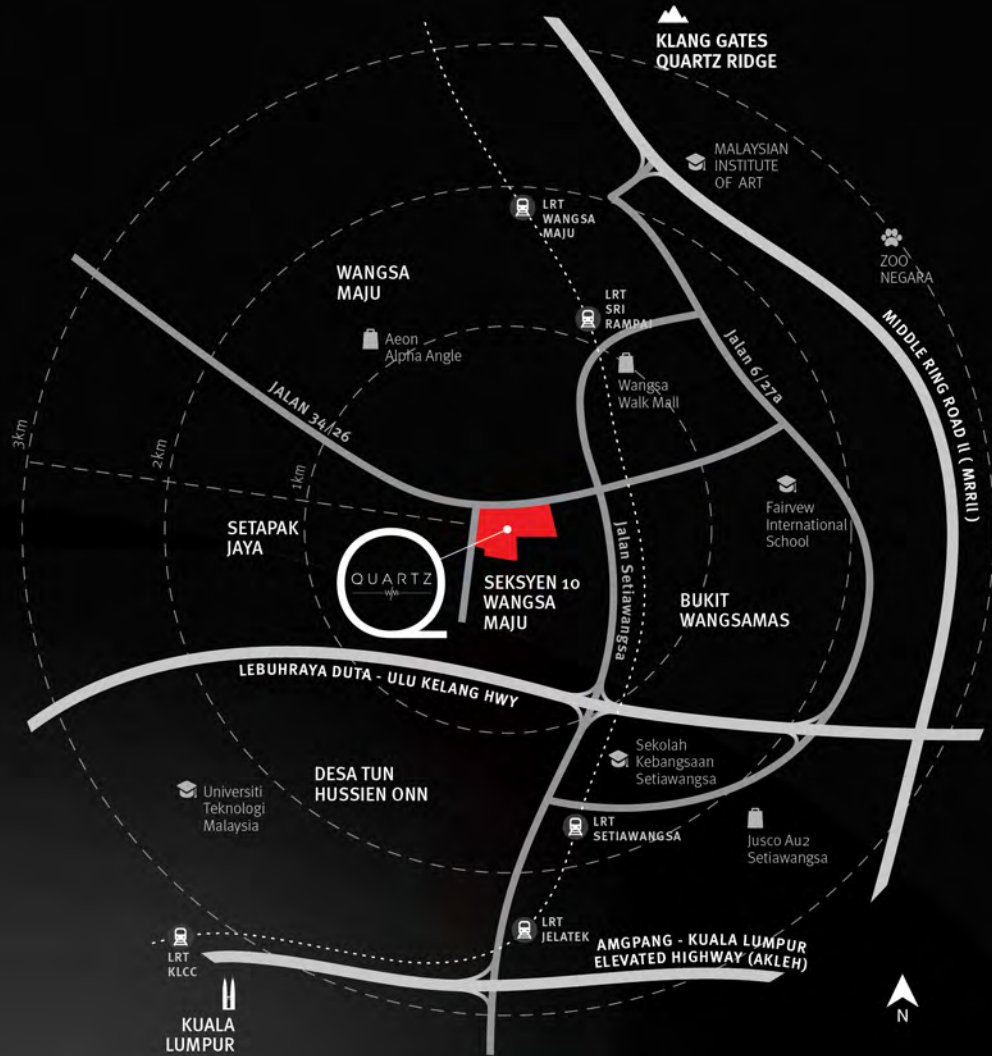 KLANG GATES
QUARTZ RIDGE
MALAYSIAN
INSTITUTE
OF ART
LRT
WANGSA
MAJU
ZOO
NEGARA
WANGSA
MAJU
LRT
SRI
RAMPAI
Aeon
Alpha Angle
Wangsa
Walk Mall
Jalan 6/27a
MIDDLE RING ROAD II ( MRRII )
JALAN 34/26
3km
2km
1km
Fairvew
International
School
SETAPAK
JAYA
QUARTZ
WM
SEKSYEN 10
WANGSA
MAJU
Jalan Setiawangsa
BUKIT
WANGSAMAS
LEBUHRAYA DUTA - ULU KELANG HWY
Sekolah
Kebangsaan
Setiawangsa
DESA TUN
HUSSIEN ONN
Universiti
Teknologi
Malaysia
LRT
SETIAWANGSA
Jusco Au2
Setiawangsa
LRT
JELATEK
AMGPANG - KUALA LUMPUR
ELEVATED HIGHWAY (AKLEH)
LRT
KLCC
KUALA
LUMPUR
N